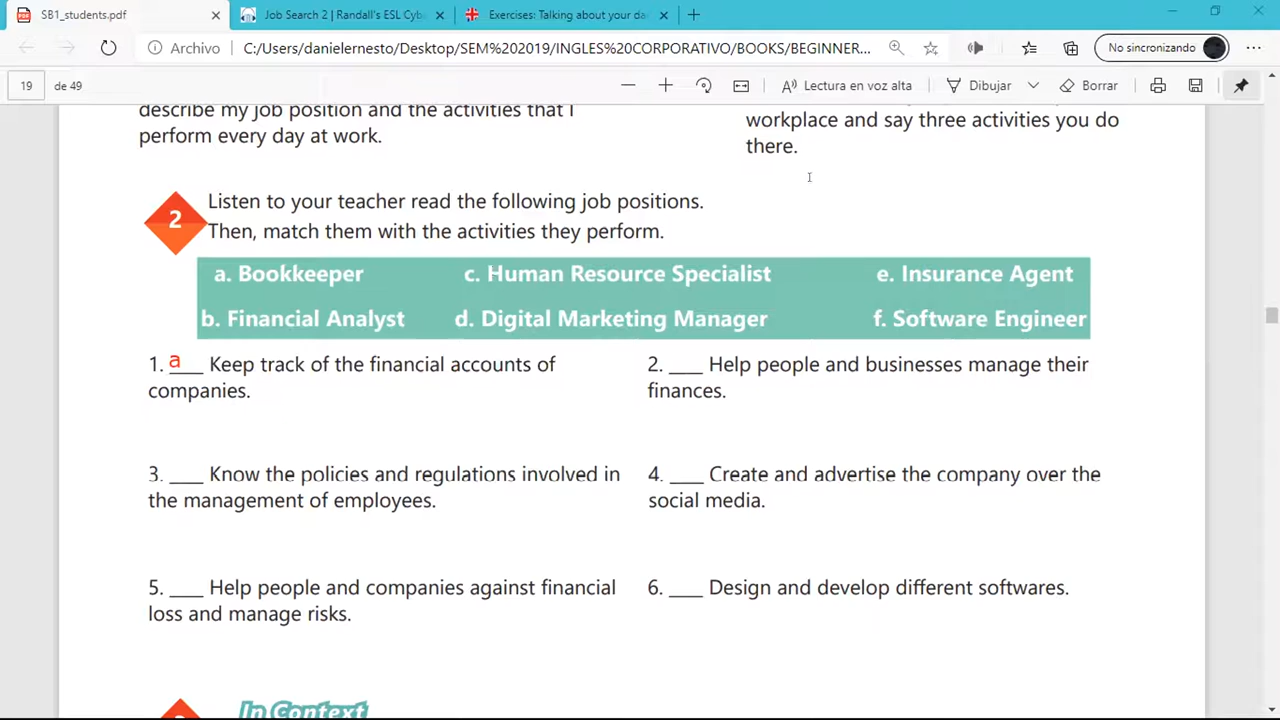 SB1_students.pdf
Job Search 2 | Randall's ESL Cyb
Exercises: Talking about your da
Archivo
C:/Users/danielernesto/Desktop/SEM%202019/INGLES%20CORPORATIVO/BOOKS/BEGINNER...
No sincronizando
19 de 49
Lectura en voz alta
Dibujar
Borrar
describe my job position and the activities that I
perform every day at work.
workplace and say three activities you do
there.
2
Listen to your teacher read the following job positions.
Then, match them with the activities they perform.
a. Bookkeeper c. Human Resource Specialist e. Insurance Agent
b. Financial Analyst d. Digital Marketing Manager f. Software Engineer
1. a___ Keep track of the financial accounts of
companies.
2. ___ Help people and businesses manage their
finances.
3. ___ Know the policies and regulations involved in
the management of employees.
4. ___ Create and advertise the company over the
social media.
5. ___ Help people and companies against financial
loss and manage risks.
6. ___ Design and develop different softwares.
In Context